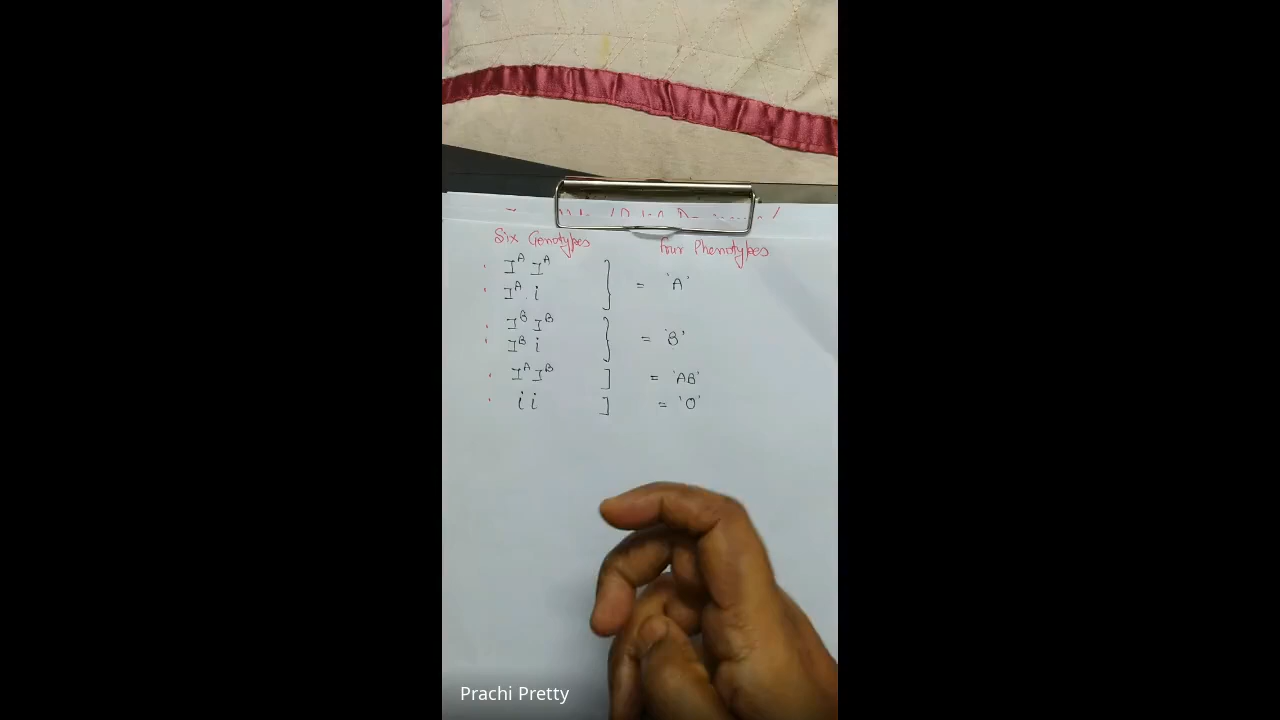 Six Genotypes Four Phenotypes
I^A I^A
I^A i } = 'A'
I^B I^B
I^B i } = 'B'
I^A I^B ] = 'AB'
i i ] = 'O'
Prachi Pretty